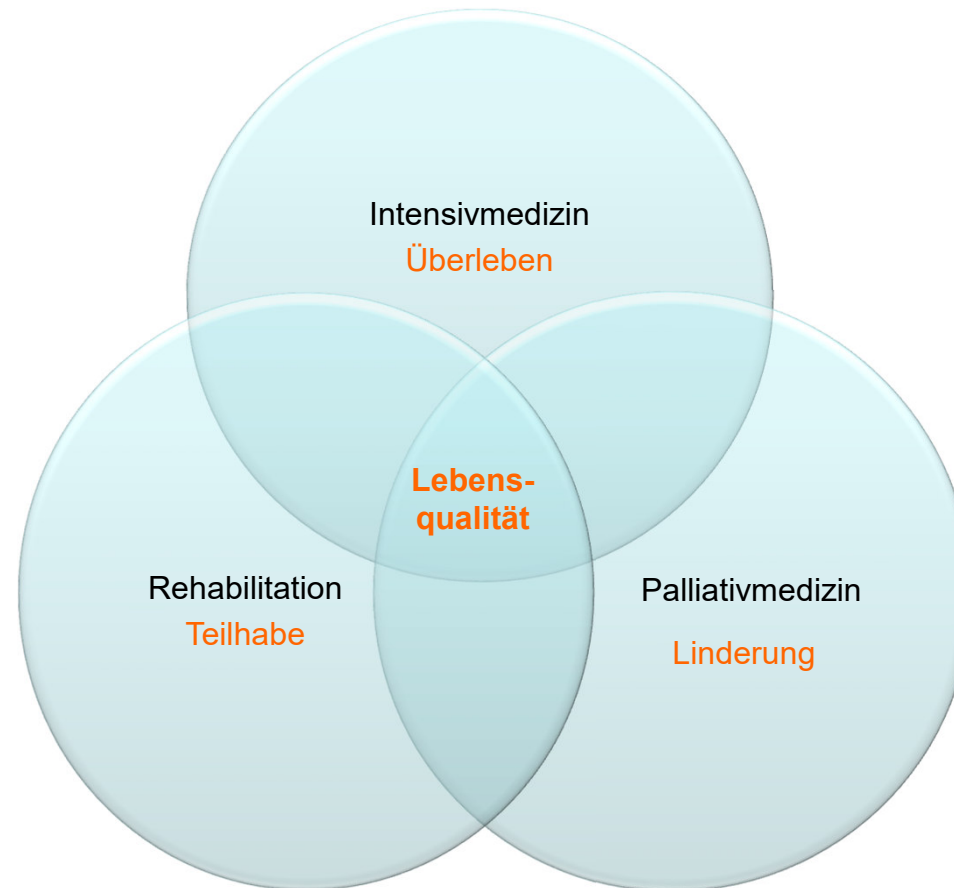 Intensivmedizin
Überleben
Lebens-
qualität
Rehabilitation
Teilhabe
Palliativmedizin
Linderung